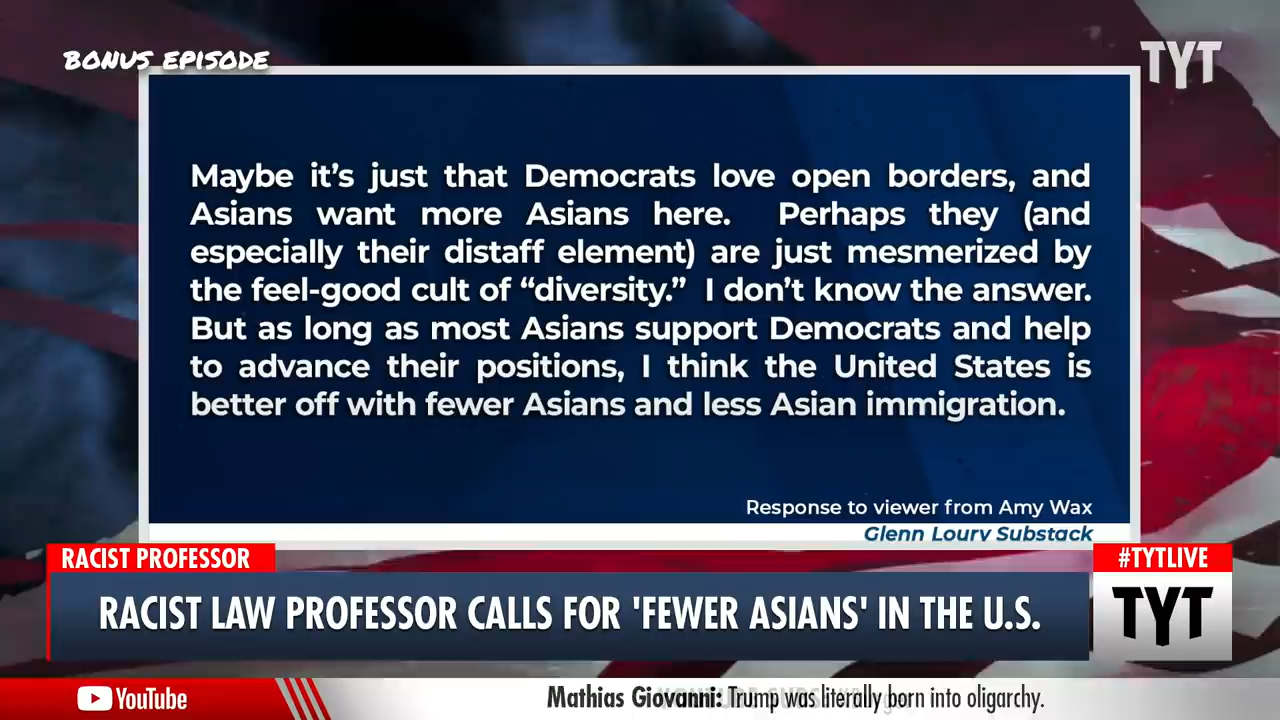 BONUS EPISODE
TYT
Maybe it's just that Democrats love open borders, and
Asians want more Asians here. Perhaps they (and
especially their distaff element) are just mesmerized by
the feel-good cult of “diversity.” I don't know the answer.
But as long as most Asians support Democrats and help
to advance their positions, I think the United States is
better off with fewer Asians and less Asian immigration.
Response to viewer from Amy Wax
Glenn Loury Substack
RACIST PROFESSOR
#TYTLIVE
RACIST LAW PROFESSOR CALLS FOR 'FEWER ASIANS' IN THE U.S.
TYT
YouTube
Mathias Giovanni: Trump was literally born into oligarchy.